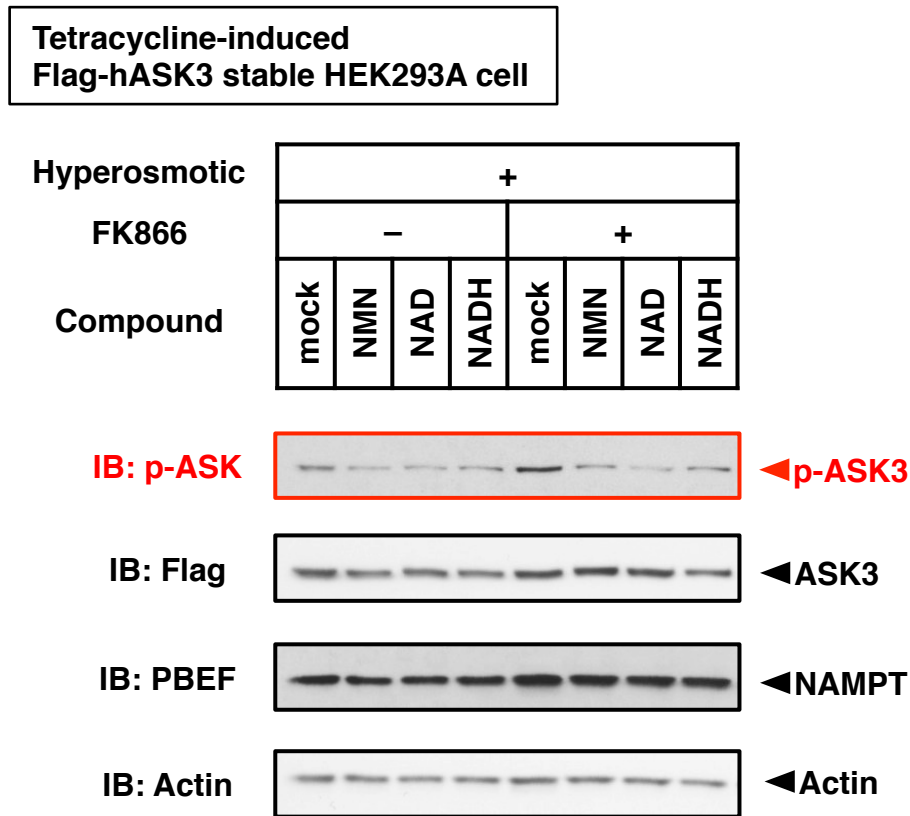 Tetracycline-induced
Flag-hASK3 stable HEK293A cell
Hyperosmotic +
FK866 – +
Compound mock NMN NAD NADH mock NMN NAD NADH
IB: p-ASK p-ASK3
IB: Flag ASK3
IB: PBEF NAMPT
IB: Actin Actin